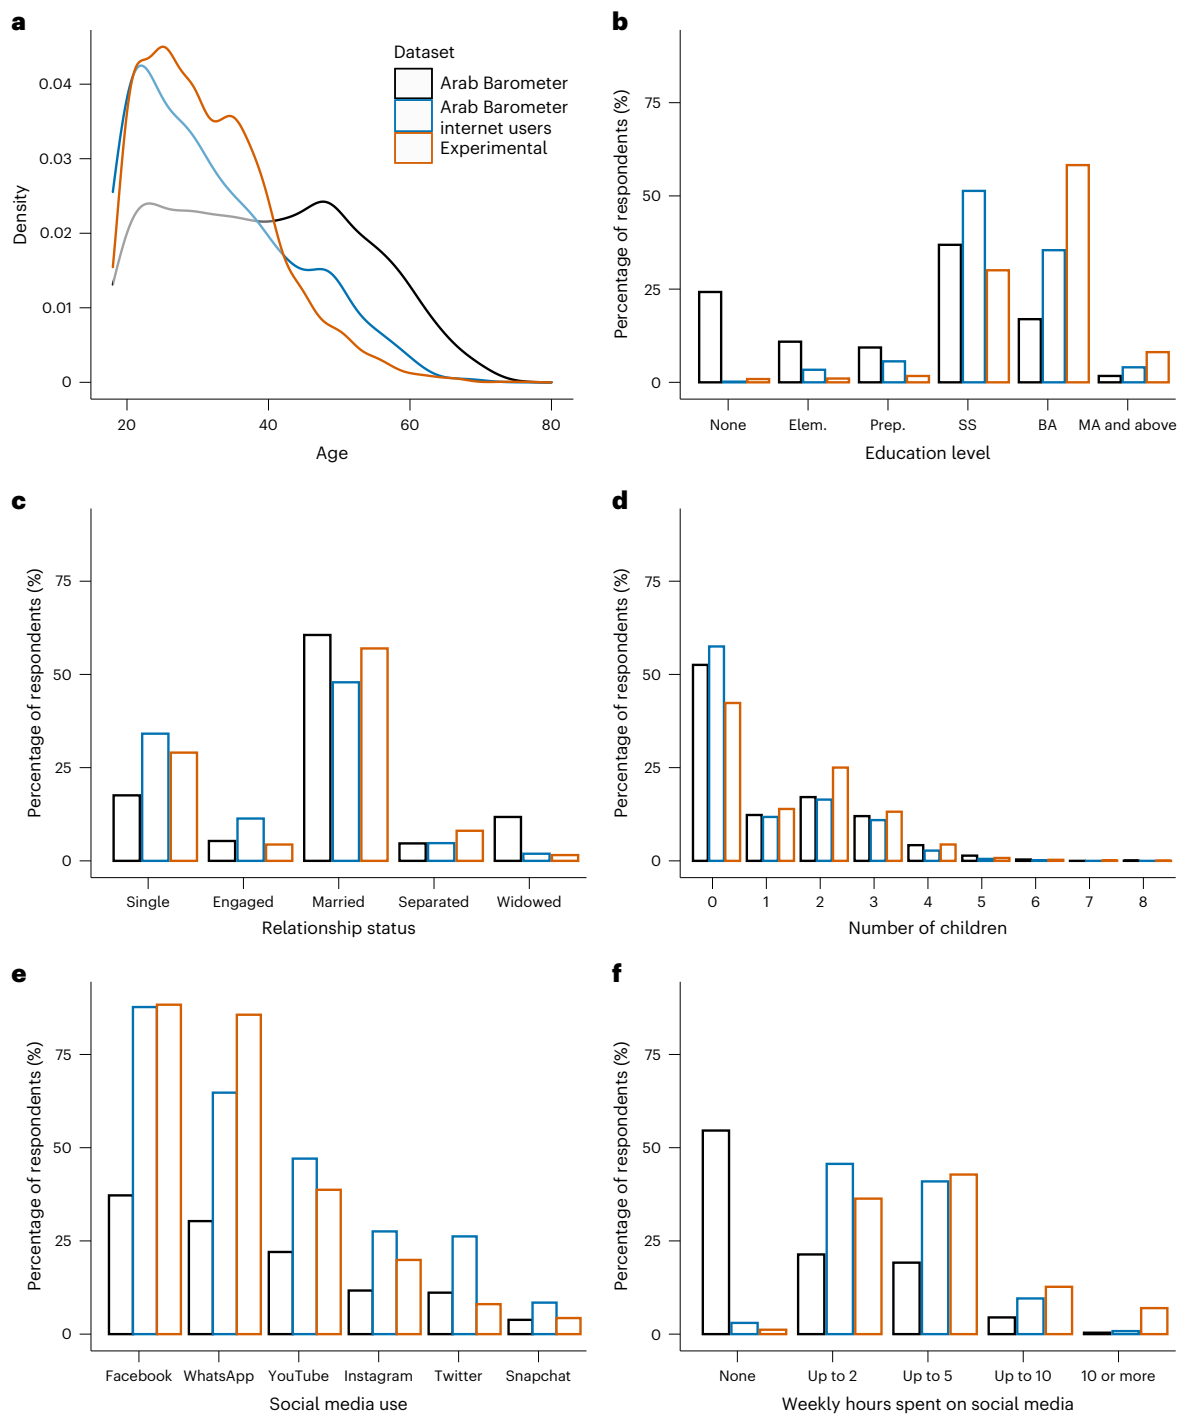 a
Dataset
Arab Barometer
Arab Barometer
internet users
Experimental
0.04
0.03
0.02
0.01
0
Density
20 40 60 80
Age
b
75
50
25
0
Percentage of respondents (%)
None Elem. Prep. SS BA MA and above
Education level
c
75
50
25
0
Percentage of respondents (%)
Single Engaged Married Separated Widowed
Relationship status
d
75
50
25
0
Percentage of respondents (%)
0 1 2 3 4 5 6 7 8
Number of children
e
75
50
25
0
Percentage of respondents (%)
Facebook WhatsApp YouTube Instagram Twitter Snapchat
Social media use
f
75
50
25
0
Percentage of respondents (%)
None Up to 2 Up to 5 Up to 10 10 or more
Weekly hours spent on social media